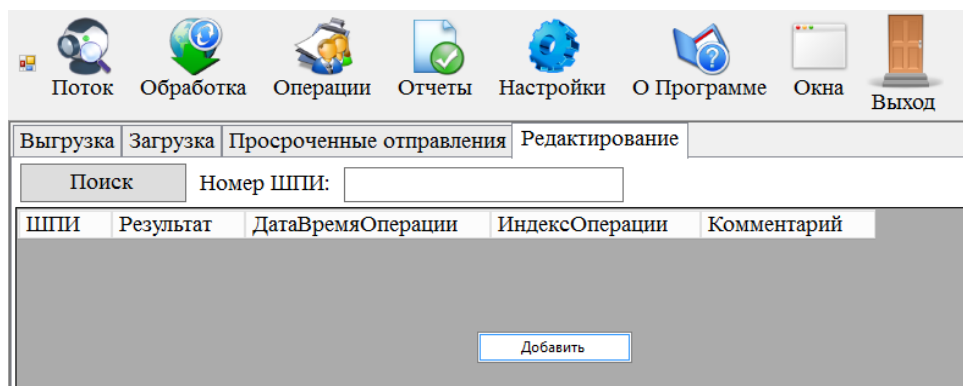 Поток Обработка Операции Отчеты Настройки О Программе Окна Выход
Выгрузка Загрузка Просроченные отправления Редактирование
Поиск Номер ШПИ:
ШПИ Результат ДатаВремяОперации ИндексОперации Комментарий
Добавить